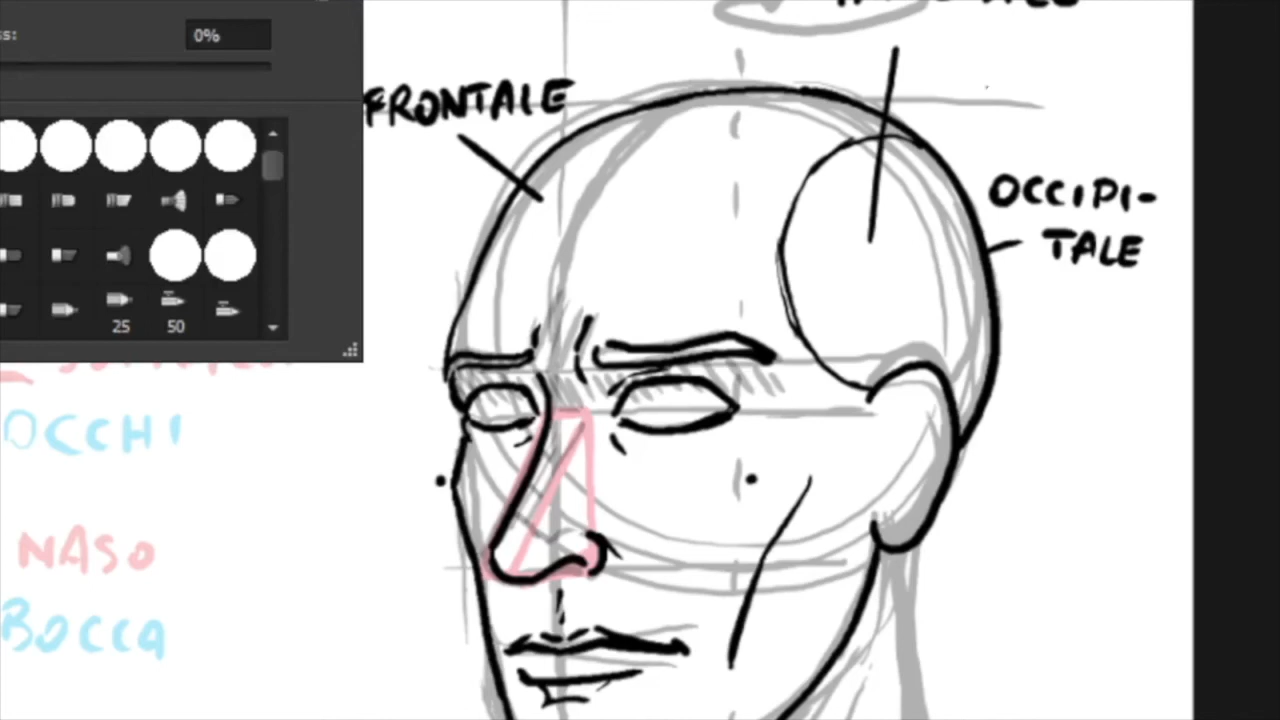 0%
FRONTALE
OCCIPI-
TALE
25
50
OCCHI
NASO
BOCCA